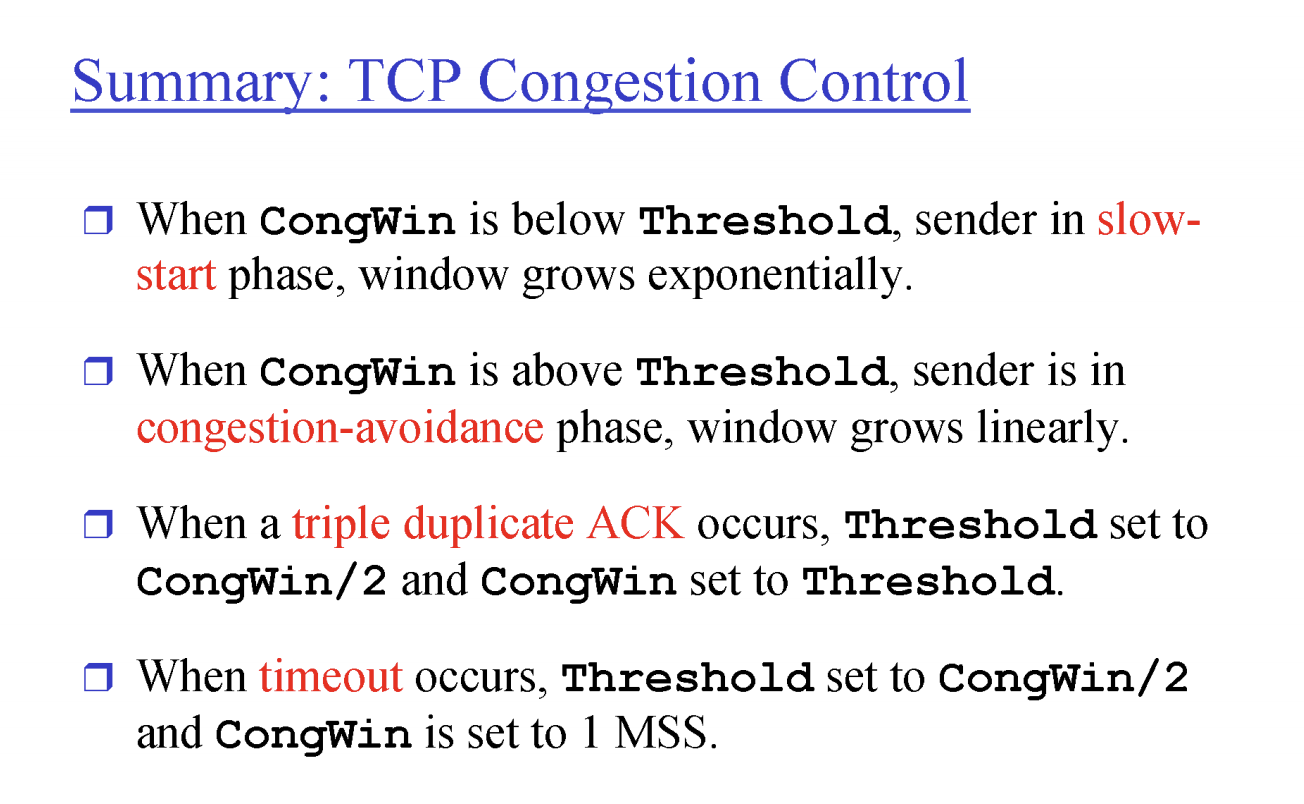 Summary: TCP Congestion Control
When CongWin is below Threshold, sender in slow-
start phase, window grows exponentially.
When CongWin is above Threshold, sender is in
congestion-avoidance phase, window grows linearly.
When a triple duplicate ACK occurs, Threshold set to
CongWin/2 and CongWin set to Threshold.
When timeout occurs, Threshold set to CongWin/2
and CongWin is set to 1 MSS.